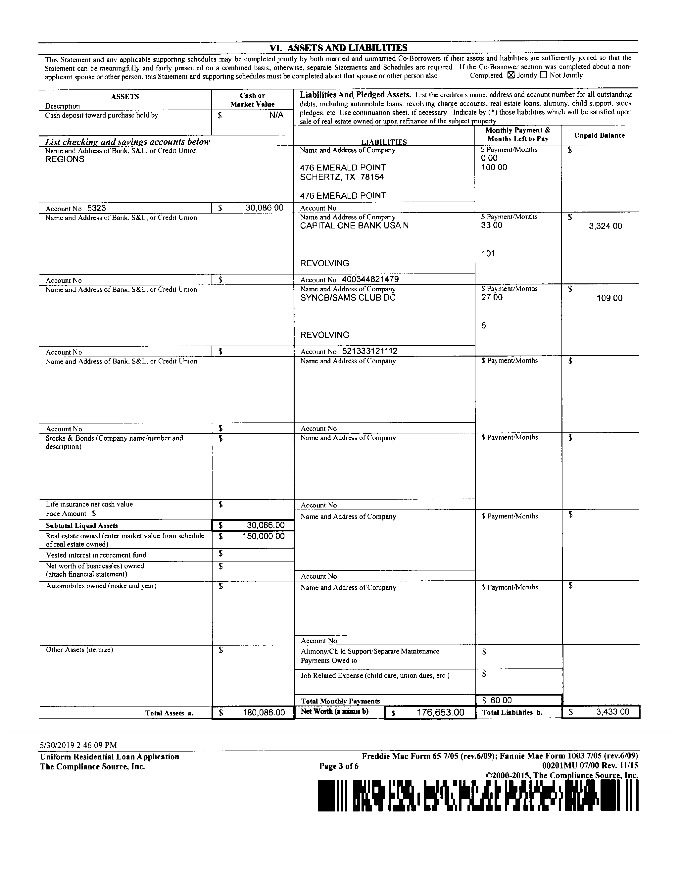 VI. ASSETS AND LIABILITIES
This Statement and any applicable supporting schedules may be completed jointly by both married and unmarried Co-Borrowers if their assets and liabilities are sufficiently joined so that the
Statement can be meaningfully and fairly presented on a combined basis; otherwise, separate Statements and Schedules are required. If the Co-Borrower section was completed about a non-
applicant spouse or other person, this Statement and supporting schedules must be completed about that spouse or other person also. Completed ☒ Jointly ☐ Not Jointly
ASSETS
Description
Cash or
Market Value
Cash deposit toward purchase held by
$ N/A
List checking and savings accounts below
Name and Address of Bank, S&L, or Credit Union
REGIONS
Account No 5323
$ 30,086.00
Name and Address of Bank, S&L, or Credit Union
Account No
$
Name and Address of Bank, S&L, or Credit Union
Account No
$
Name and Address of Bank, S&L, or Credit Union
Account No
$
Stocks & Bonds (Company name/number and
description)
$
Life insurance net cash value
Face Amount $
$
Subtotal Liquid Assets
$ 30,086.00
Real estate owned (enter market value from schedule
of real estate owned)
$ 150,000.00
Vested interest in retirement fund
$
Net worth of business(es) owned
(attach financial statement)
$
Automobiles owned (make and year)
$
Other Assets (itemize)
$
Total Assets a.
$ 180,086.00
Liabilities And Pledged Assets. List the creditor's name, address and account number for all outstanding
debts, including automobile loans, revolving charge accounts, real estate loans, alimony, child support, stock
pledges, etc. Use continuation sheet, if necessary. Indicate by (*) those liabilities which will be satisfied upon
sale of real estate owned or upon refinance of the subject property
LIABILITIES
Monthly Payment &
Months Left to Pay
Unpaid Balance
Name and Address of Company
476 EMERALD POINT
SCHERTZ, TX 78154
476 EMERALD POINT
Account No
$ Payment/Months
0.00
100.00
$
Name and Address of Company
CAPITAL ONE BANK USA N
REVOLVING
Account No 400344821479
$ Payment/Months
33.00
101
$ 3,324.00
Name and Address of Company
SYNCB/SAMS CLUB DC
REVOLVING
Account No 521333121112
$ Payment/Months
27.00
5
$ 109.00
Name and Address of Company
$ Payment/Months
$
Account No
Name and Address of Company
$ Payment/Months
$
Account No
Name and Address of Company
$ Payment/Months
$
Account No
Name and Address of Company
$ Payment/Months
$
Account No
Alimony/Child Support/Separate Maintenance
Payments Owed to
$
Job Related Expense (child care, union dues, etc.)
$
Total Monthly Payments
$ 60.00
Net Worth (a minus b)
$ 176,653.00
Total Liabilities b.
$ 3,433.00
5/30/2019 2:46:09 PM
Uniform Residential Loan Application
The Compliance Source, Inc.
Page 3 of 6
Freddie Mac Form 65 7/05 (rev.6/09); Fannie Mae Form 1003 7/05 (rev.6/09)
00201MU 07/00 Rev. 11/15
©2000-2015, The Compliance Source, Inc.